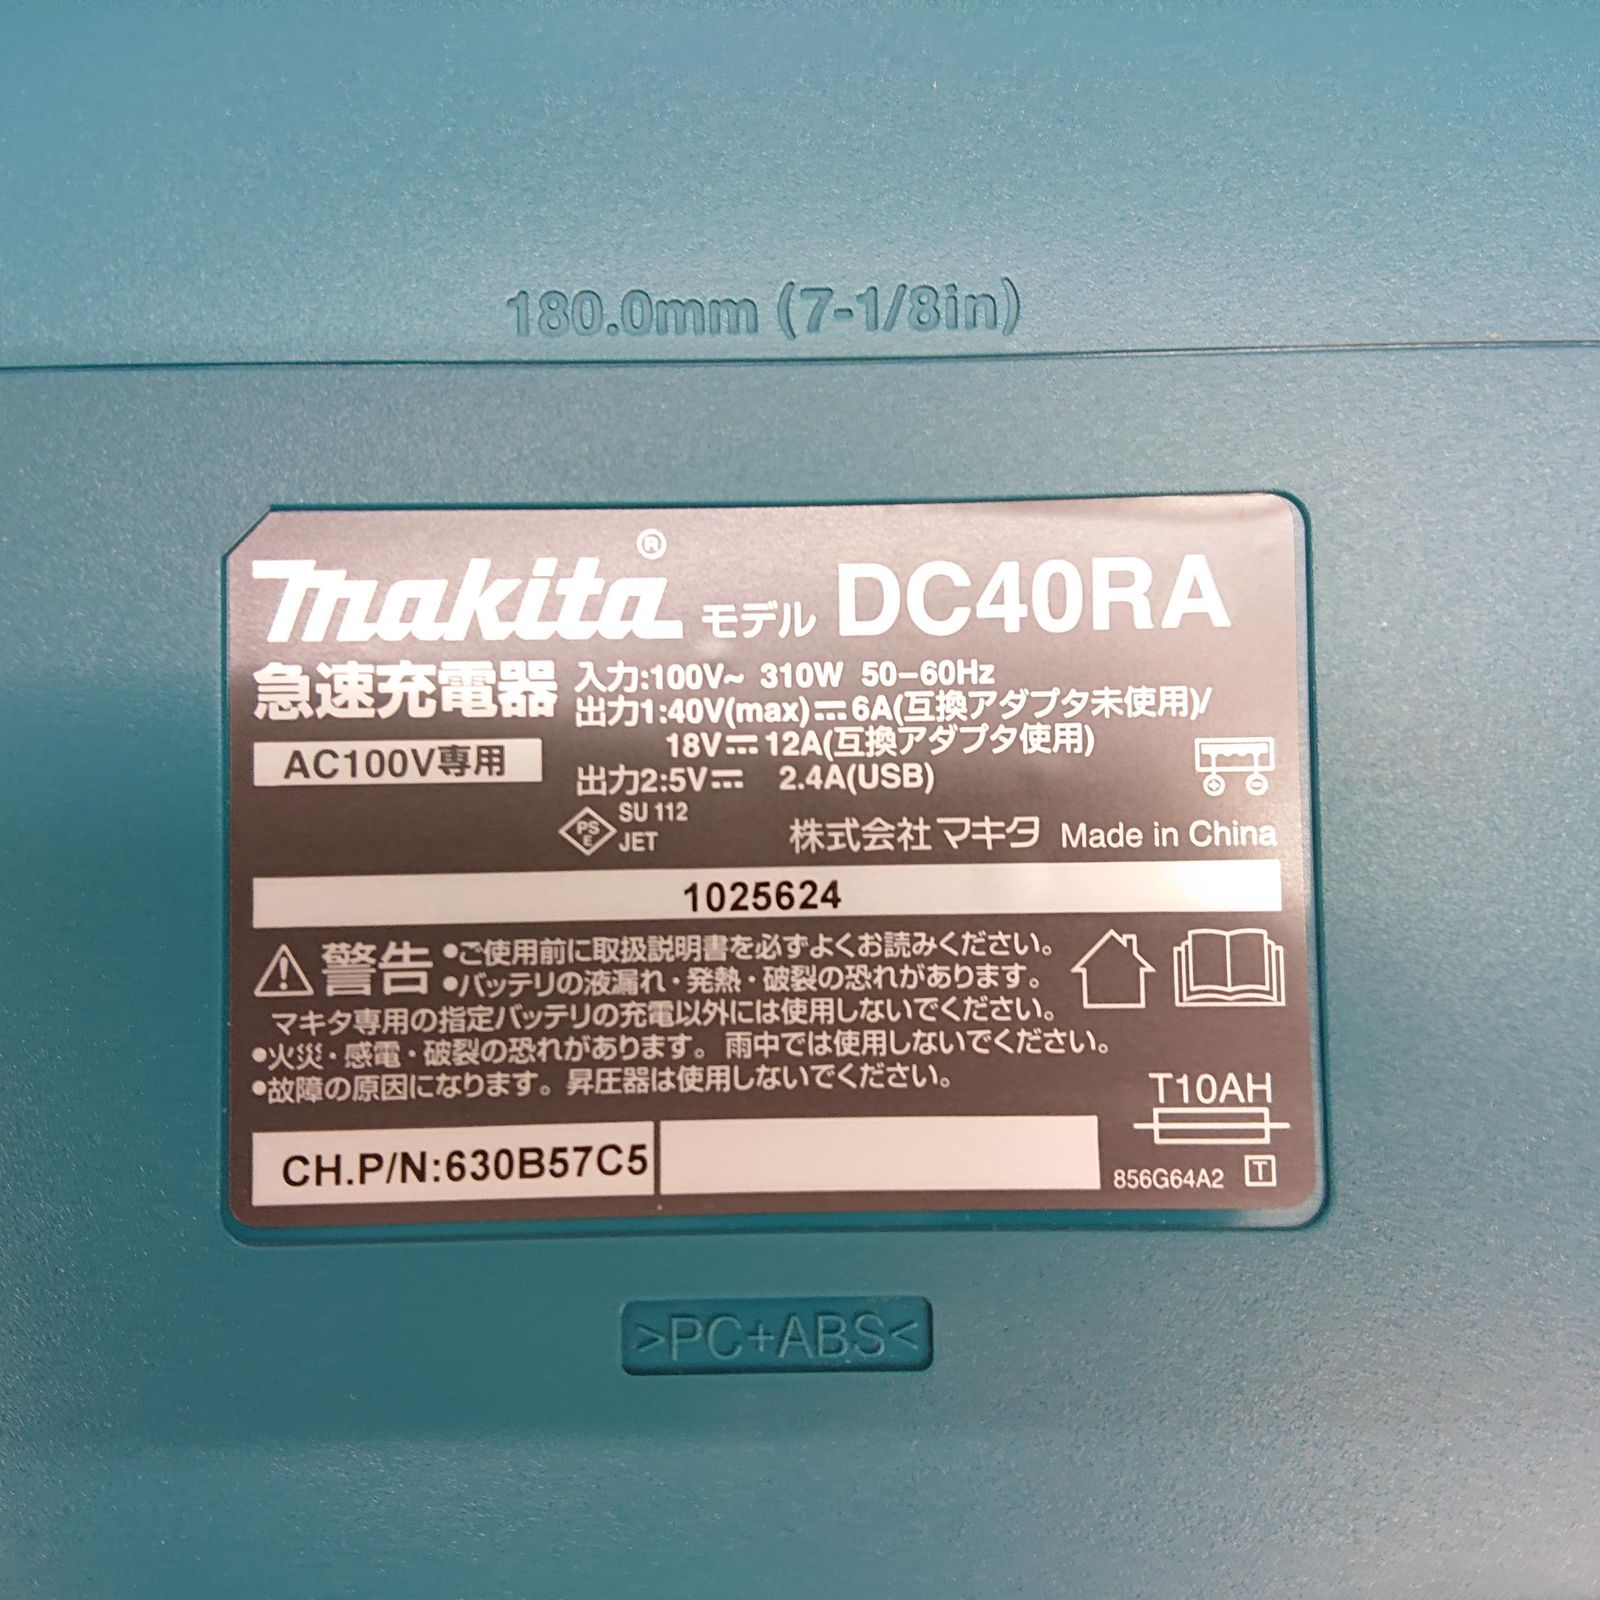 180.0mm (7-1/8in)
makita® モデル DC40RA
急速充電器 入力:100V~ 310W 50-60Hz
出力1:40V(max)⎓6A(互換アダプタ未使用)/
18V⎓12A(互換アダプタ使用)
AC100V専用
出力2:5V⎓ 2.4A(USB)
PSE SU 112
JET
株式会社マキタ Made in China
1025624
⚠警告 •ご使用前に取扱説明書を必ずよくお読みください。
•バッテリの液漏れ・発熱・破裂の恐れがあります。
マキタ専用の指定バッテリの充電以外には使用しないでください。
•火災・感電・破裂の恐れがあります。雨中では使用しないでください。
•故障の原因になります。昇圧器は使用しないでください。
T10AH
CH.P/N:630B57C5
856G64A2 T
>PC+ABS<